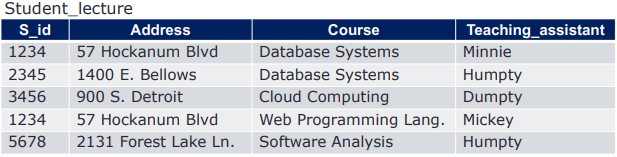 Student_lecture
S_id Address Course Teaching_assistant
1234 57 Hockanum Blvd Database Systems Minnie
2345 1400 E. Bellows Database Systems Humpty
3456 900 S. Detroit Cloud Computing Dumpty
1234 57 Hockanum Blvd Web Programming Lang. Mickey
5678 2131 Forest Lake Ln. Software Analysis Humpty